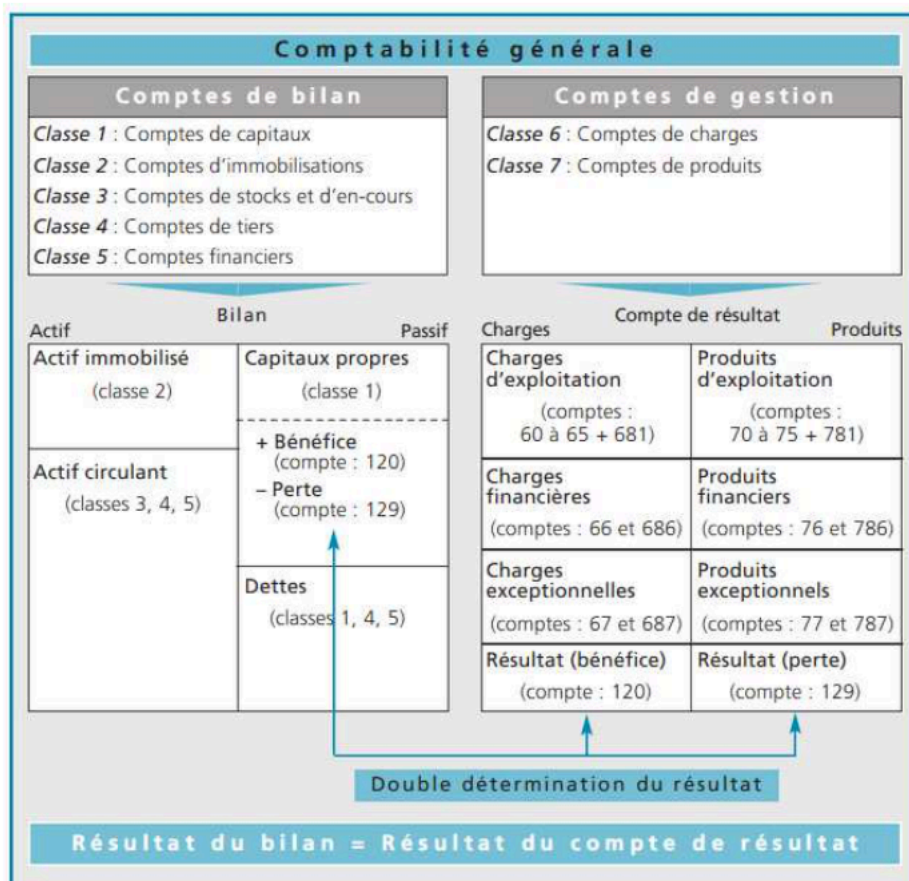 Comptabilité générale
Comptes de bilan
Classe 1 : Comptes de capitaux
Classe 2 : Comptes d'immobilisations
Classe 3 : Comptes de stocks et d'en-cours
Classe 4 : Comptes de tiers
Classe 5 : Comptes financiers
Comptes de gestion
Classe 6 : Comptes de charges
Classe 7 : Comptes de produits
Bilan
Actif
Passif
Actif immobilisé
(classe 2)
Actif circulant
(classes 3, 4, 5)
Capitaux propres
(classe 1)
+ Bénéfice
(compte : 120)
– Perte
(compte : 129)
Dettes
(classes 1, 4, 5)
Compte de résultat
Charges
Produits
Charges
d'exploitation
(comptes :
60 à 65 + 681)
Produits
d'exploitation
(comptes :
70 à 75 + 781)
Charges
financières
(comptes : 66 et 686)
Produits
financiers
(comptes : 76 et 786)
Charges
exceptionnelles
(comptes : 67 et 687)
Produits
exceptionnels
(comptes : 77 et 787)
Résultat (bénéfice)
(compte : 120)
Résultat (perte)
(compte : 129)
Double détermination du résultat
Résultat du bilan = Résultat du compte de résultat